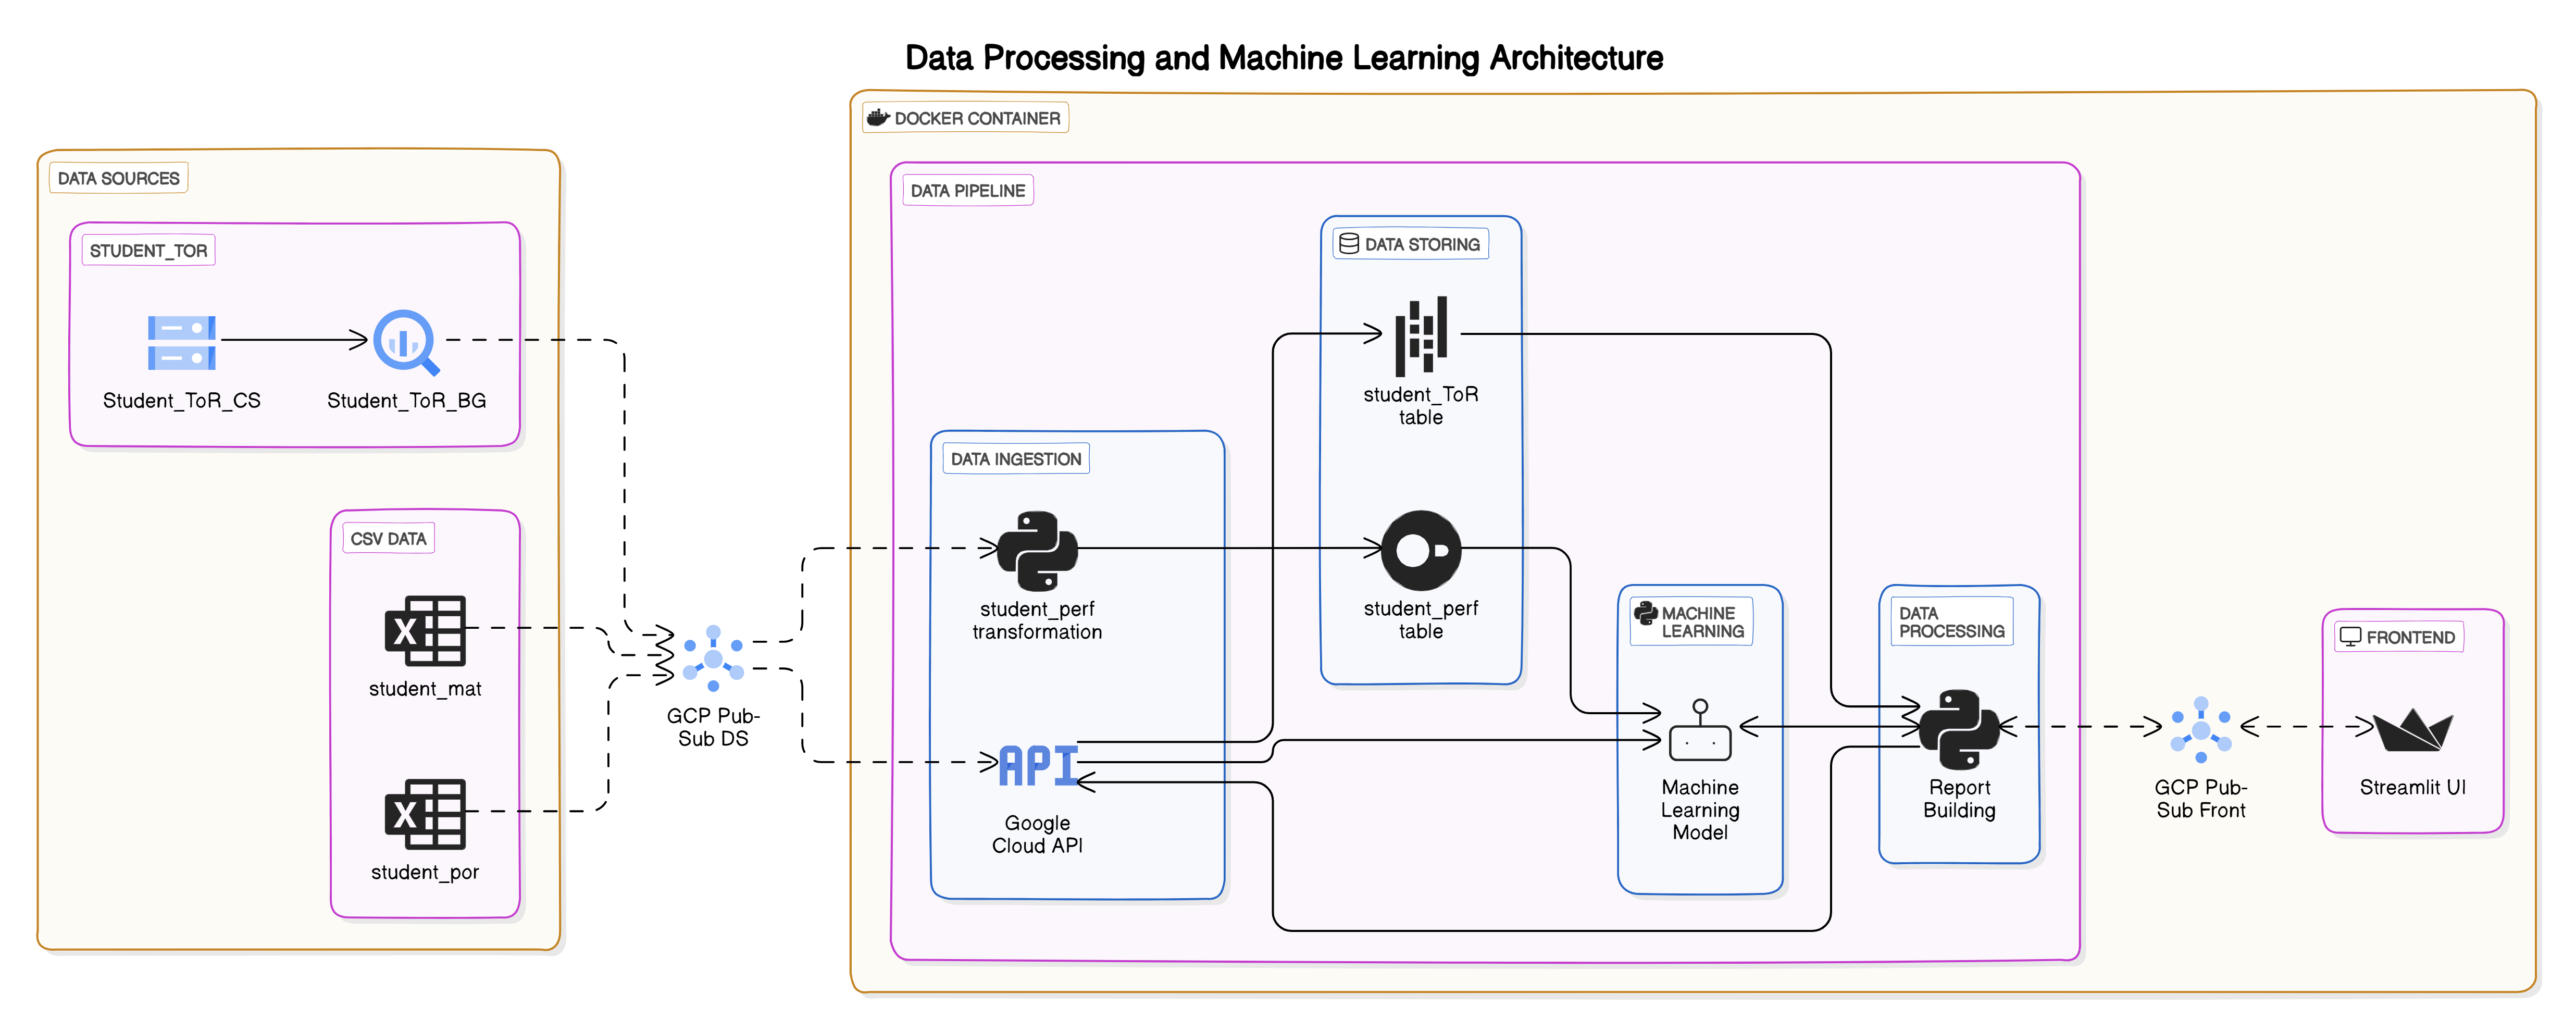 Data Processing and Machine Learning Architecture
DOCKER CONTAINER
DATA SOURCES
DATA PIPELINE
STUDENT_TOR
DATA STORING
Student_ToR_CS
Student_ToR_BG
student_ToR
table
DATA INGESTION
CSV DATA
student_perf
transformation
student_perf
table
MACHINE
LEARNING
DATA
PROCESSING
FRONTEND
X
student_mat
GCP Pub-
Sub DS
API
Google
Cloud API
Machine
Learning
Model
Report
Building
GCP Pub-
Sub Front
Streamlit UI
X
student_por